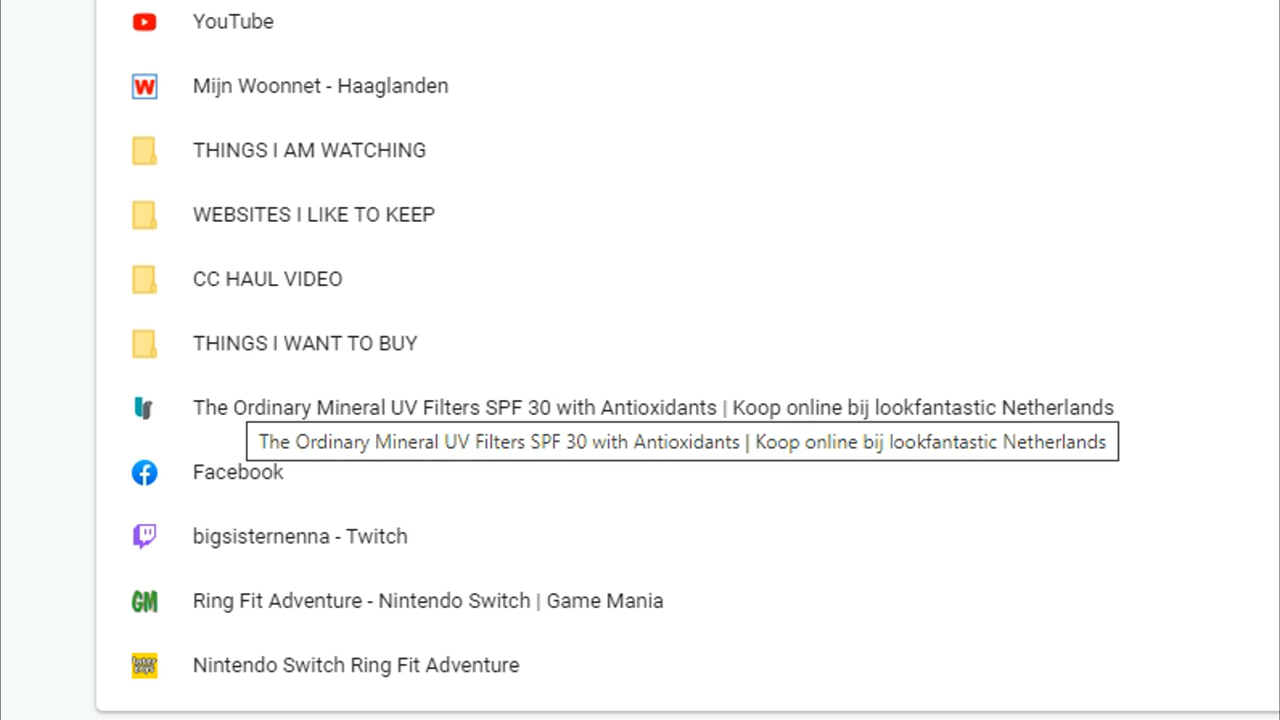 YouTube
W
Mijn Woonnet - Haaglanden
THINGS I AM WATCHING
WEBSITES I LIKE TO KEEP
CC HAUL VIDEO
THINGS I WANT TO BUY
The Ordinary Mineral UV Filters SPF 30 with Antioxidants | Koop online bij lookfantastic Netherlands
The Ordinary Mineral UV Filters SPF 30 with Antioxidants | Koop online bij lookfantastic Netherlands
Facebook
bigsisternenna - Twitch
GM
Ring Fit Adventure - Nintendo Switch | Game Mania
inter
toys
Nintendo Switch Ring Fit Adventure